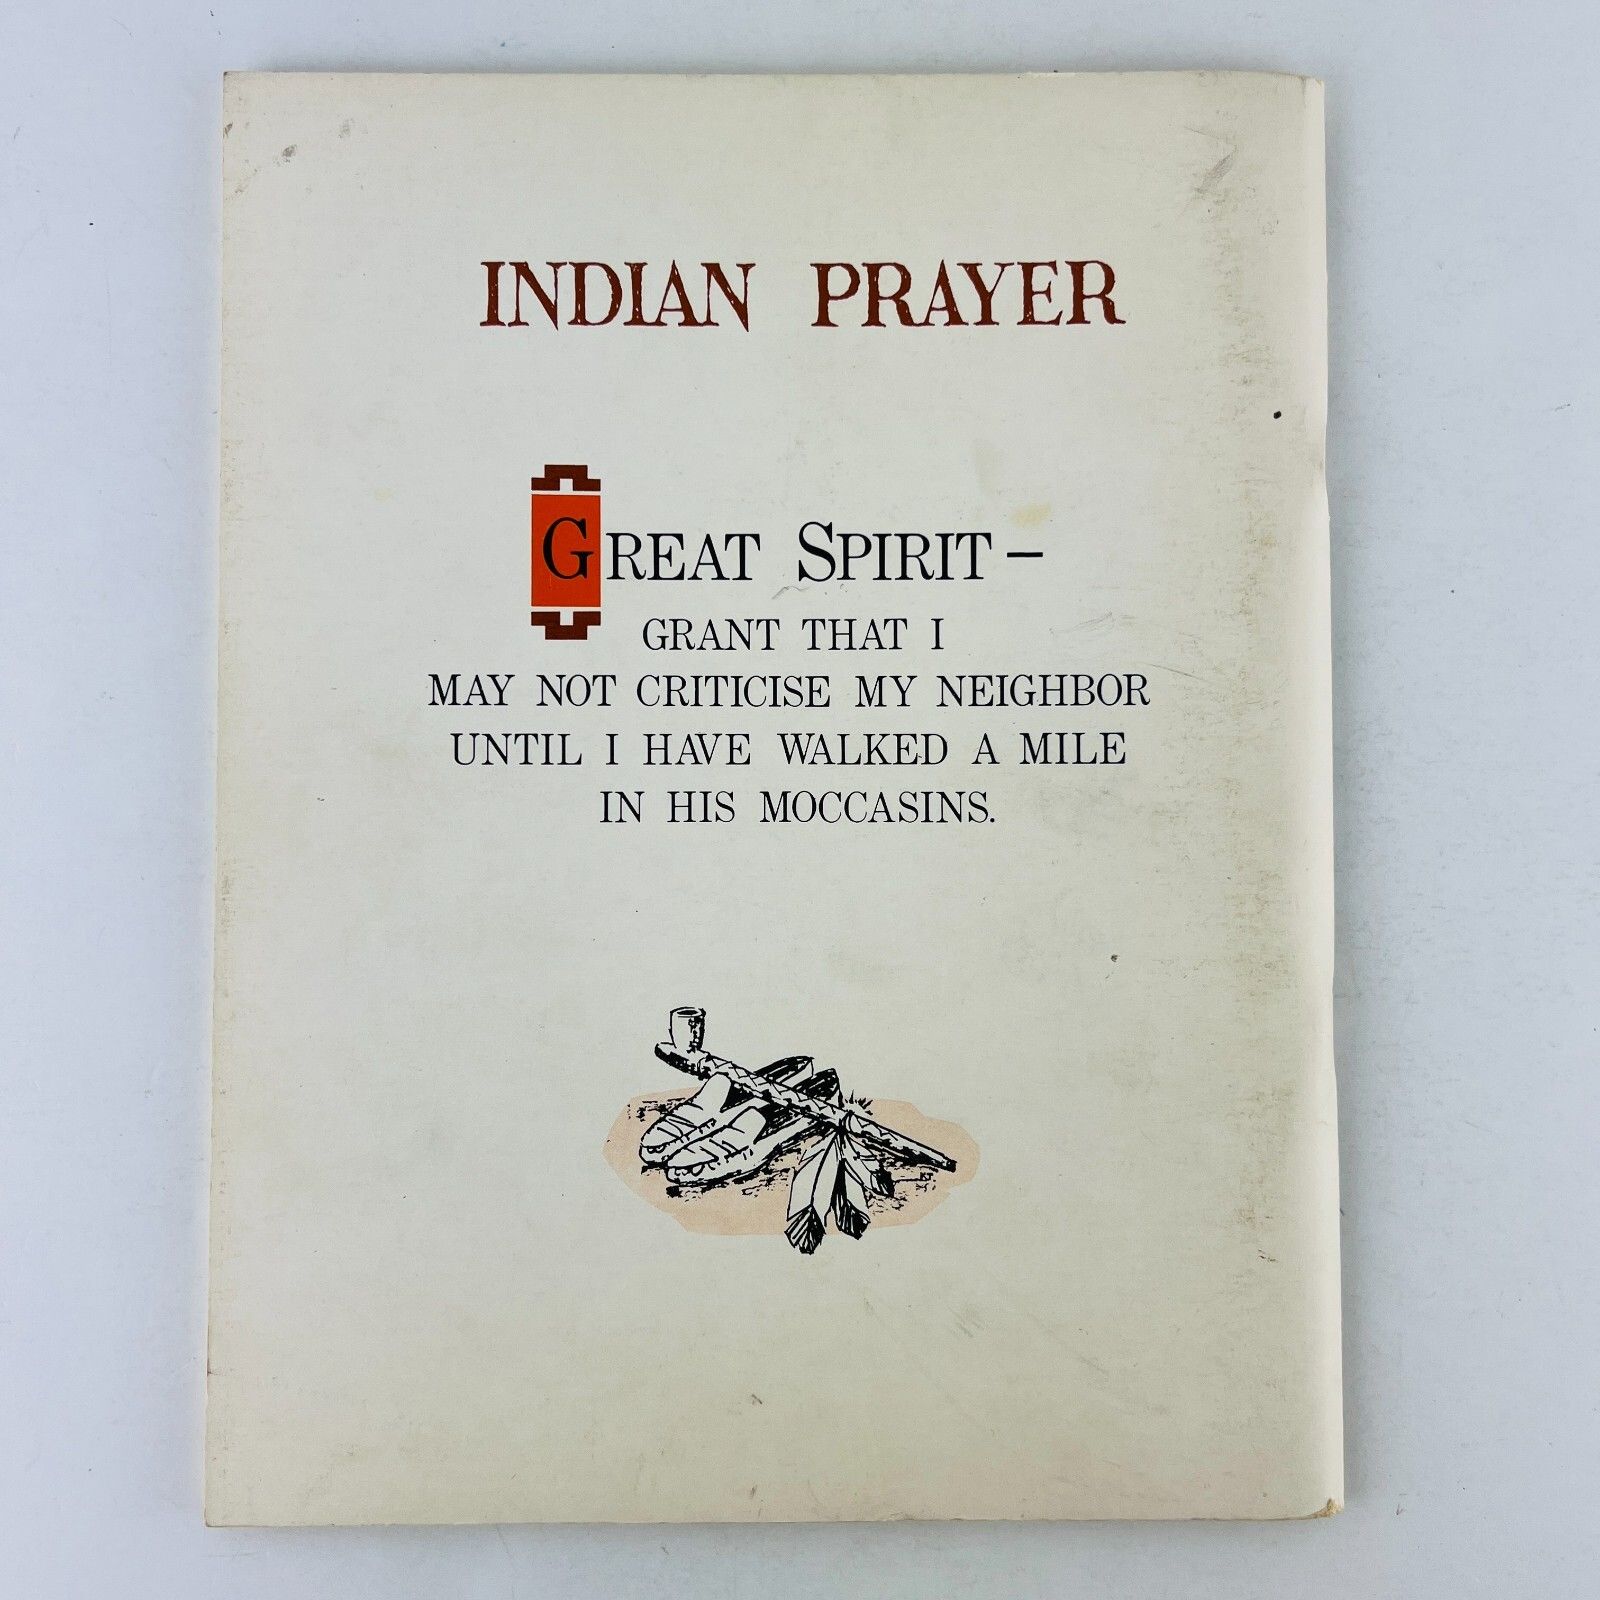 INDIAN PRAYER
GREAT SPIRIT –
GRANT THAT I
MAY NOT CRITICISE MY NEIGHBOR
UNTIL I HAVE WALKED A MILE
IN HIS MOCCASINS.